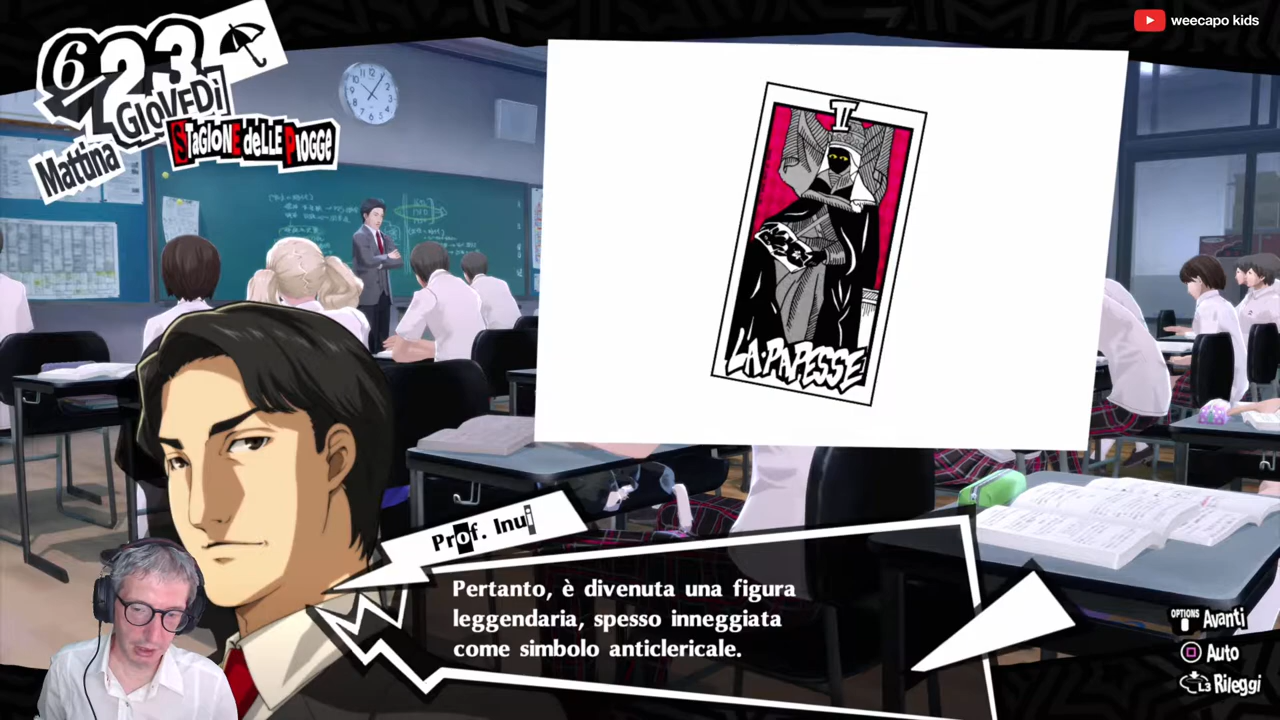 weecapo kids
6/23
GIOVEDÌ
STAGIONE delle PIOGGE
Mattina
II
LA•PAPESSE
Prof. Inui
Pertanto, è divenuta una figura
leggendaria, spesso inneggiata
come simbolo anticlericale.
OPTIONS Avanti
Auto
L3 Rileggi